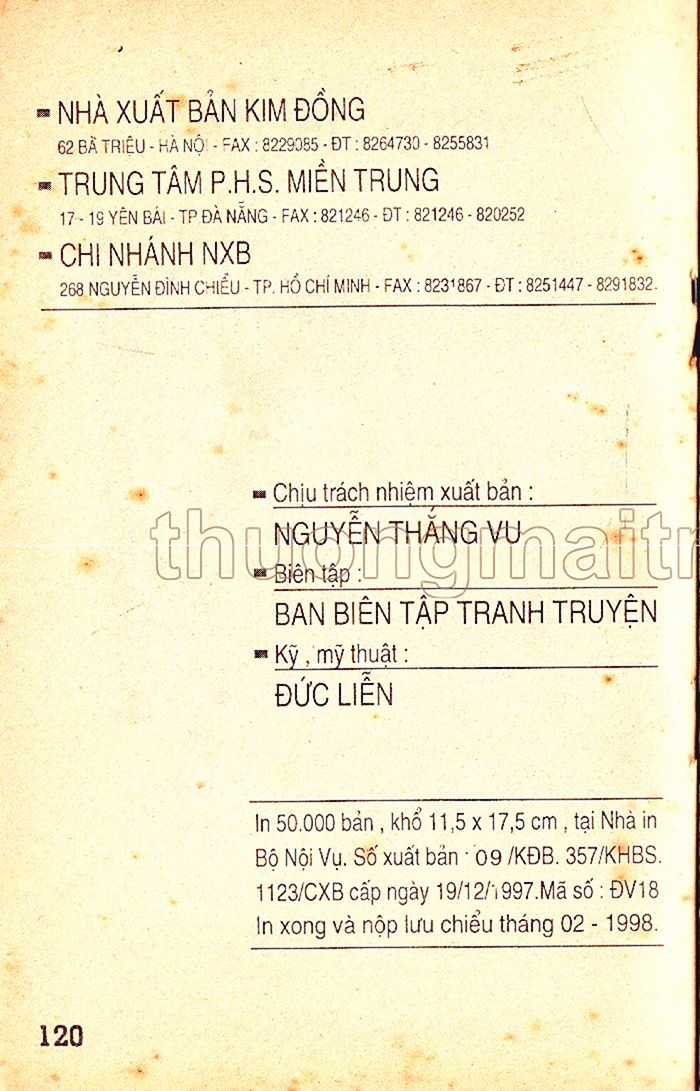 NHÀ XUẤT BẢN KIM ĐỒNG
62 BÀ TRIỆU - HÀ NỘI - FAX : 8229085 - ĐT : 8264730 - 8255831
TRUNG TÂM P.H.S. MIỀN TRUNG
17 - 19 YÊN BÁI - TP ĐÀ NẴNG - FAX : 821246 - ĐT : 821246 - 820252
CHI NHÁNH NXB
268 NGUYỄN ĐÌNH CHIỂU - TP. HỒ CHÍ MINH - FAX : 8231867 - ĐT : 8251447 - 8291832.
Chịu trách nhiệm xuất bản :
NGUYỄN THẮNG VU
thuongmaitr
Biên tập :
BAN BIÊN TẬP TRANH TRUYỆN
Kỹ , mỹ thuật :
ĐỨC LIỄN
In 50.000 bản , khổ 11,5 x 17,5 cm , tại Nhà in
Bộ Nội Vụ. Số xuất bản : 09 /KĐB. 357/KHBS.
1123/CXB cấp ngày 19/12/1997.Mã số : ĐV18
In xong và nộp lưu chiểu tháng 02 - 1998.
120